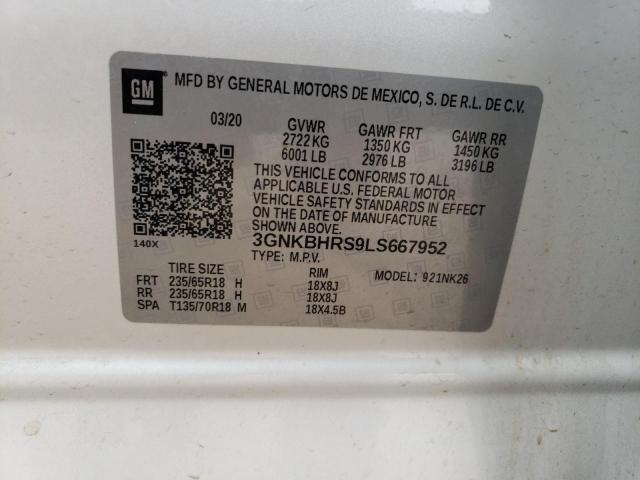 GM
® MFD BY GENERAL MOTORS DE MEXICO, S. DE R.L. DE C.V.
03/20 GVWR GAWR FRT GAWR RR
2722 KG 1350 KG 1450 KG
6001 LB 2976 LB 3196 LB
THIS VEHICLE CONFORMS TO ALL
APPLICABLE U.S. FEDERAL MOTOR
VEHICLE SAFETY STANDARDS IN EFFECT
ON THE DATE OF MANUFACTURE
SHOWN ABOVE.
140X
3GNKBHRS9LS667952
TYPE: M.P.V.
TIRE SIZE RIM MODEL: 921NK26
FRT 235/65R18 H 18X8J
RR 235/65R18 H 18X8J
SPA T135/70R18 M 18X4.5B